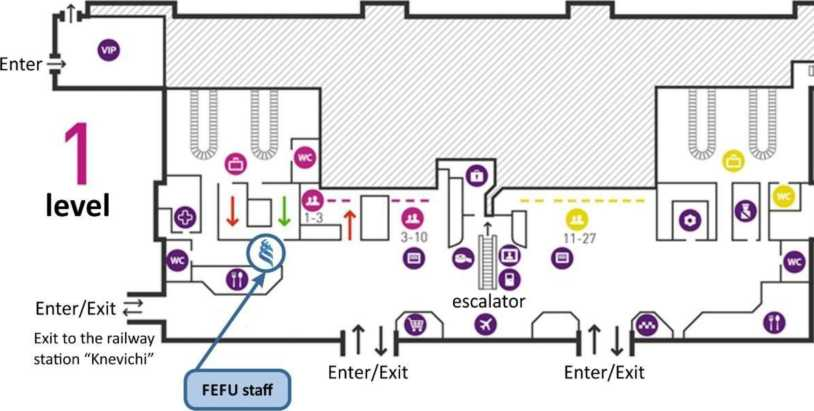 VIP
Enter
1
level
WC
1-3
3-10
11-27
WC
WC
WC
escalator
Enter/Exit
Exit to the railway
station “Knevichi”
Enter/Exit
Enter/Exit
FEFU staff